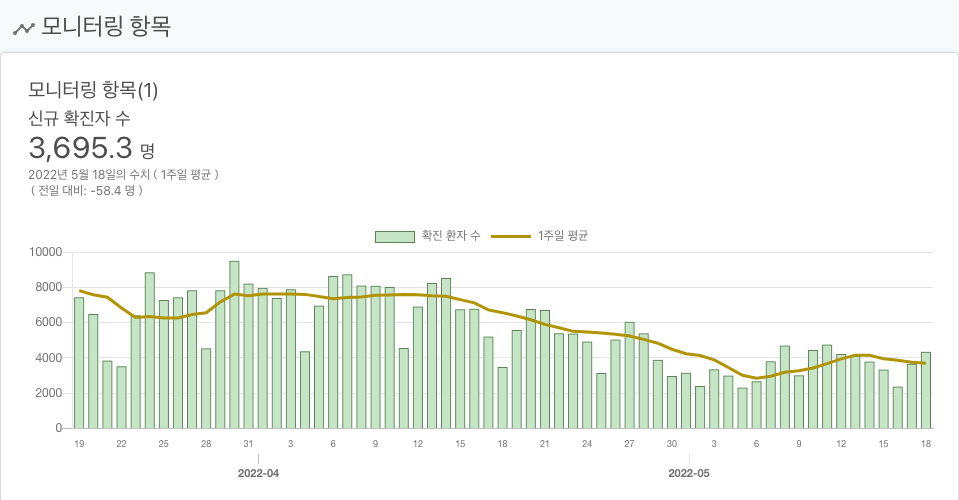 모니터링 항목
모니터링 항목(1)
신규 확진자 수
3,695.3 명
2022년 5월 18일의 수치 ( 1주일 평균 )
( 전일 대비: -58.4 명 )
확진 환자 수 1주일 평균
10000
8000
6000
4000
2000
0
19 22 25 28 31 3 6 9 12 15 18 21 24 27 30 3 6 9 12 15 18
2022-04 2022-05